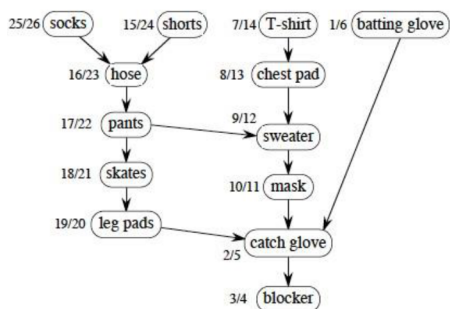 25/26 socks 15/24 shorts 7/14 T-shirt 1/6 batting glove
16/23 hose 8/13 chest pad
9/12
17/22 pants sweater
18/21 skates 10/11 mask
19/20 leg pads catch glove
2/5
3/4 blocker